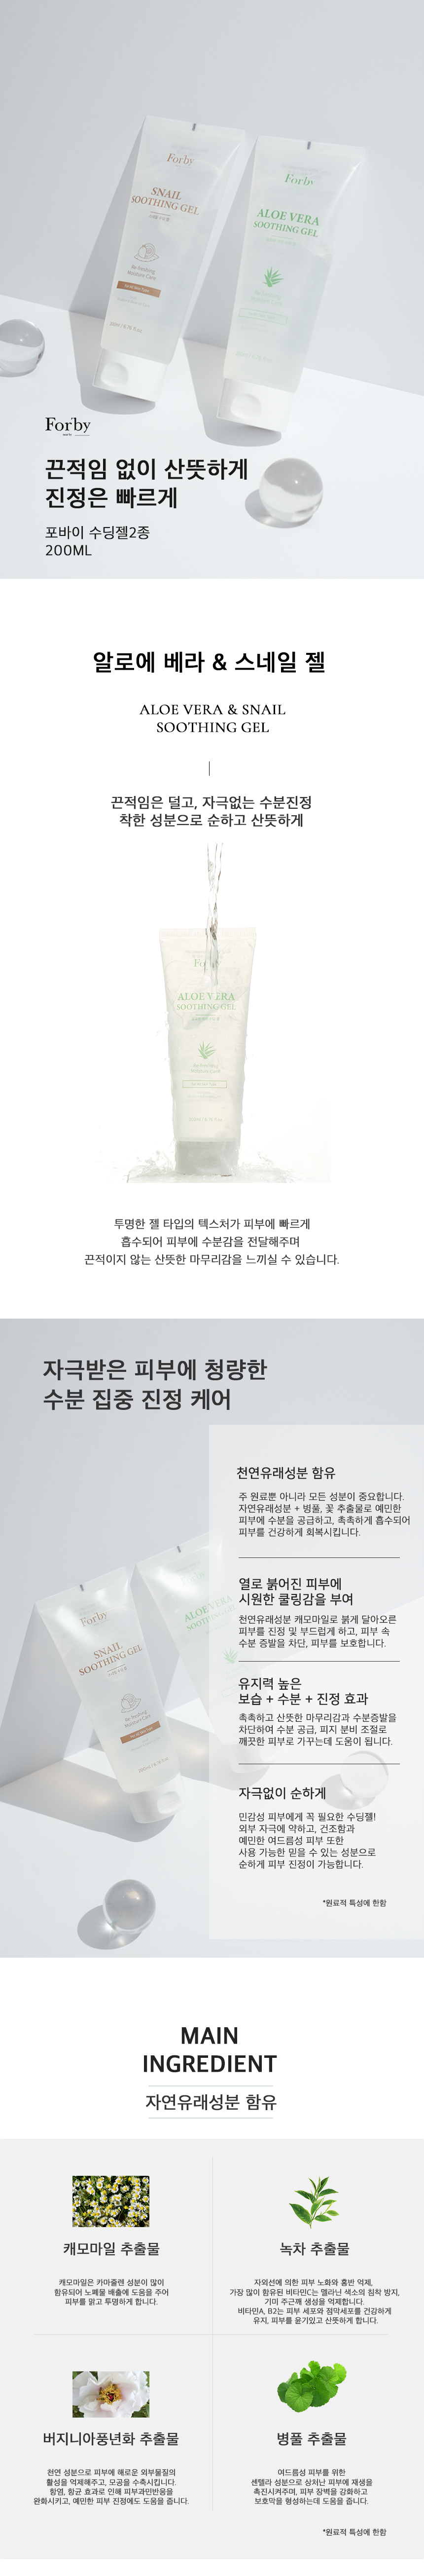 Forby
SNAIL
SOOTHING GEL
Forby
ALOE VERA
SOOTHING GEL
Forby
끈적임 없이 산뜻하게
진정은 빠르게
포바이 수딩젤2종
200ML
알로에 베라 & 스네일 젤
ALOE VERA & SNAIL
SOOTHING GEL
끈적임은 덜고, 자극없는 수분진정
착한 성분으로 순하고 산뜻하게
ALOE VERA
SOOTHING GEL
투명한 젤 타입의 텍스처가 피부에 빠르게
흡수되어 피부에 수분감을 전달해주며
끈적이지 않는 산뜻한 마무리감을 느끼실 수 있습니다.
자극받은 피부에 청량한
수분 집중 진정 케어
Forby
SNAIL
SOOTHING GEL
천연유래성분 함유
주 원료뿐 아니라 모든 성분이 중요합니다.
자연유래성분 + 병풀, 꽃 추출물로 예민한
피부에 수분을 공급하고, 촉촉하게 흡수되어
피부를 건강하게 회복시킵니다.
열로 붉어진 피부에
시원한 쿨링감을 부여
천연유래성분 캐모마일로 붉게 달아오른
피부를 진정 및 부드럽게 하고, 피부 속
수분 증발을 차단, 피부를 보호합니다.
유지력 높은
보습 + 수분 + 진정 효과
촉촉하고 산뜻한 마무리감과 수분증발을
차단하여 수분 공급, 피지 분비 조절로
깨끗한 피부로 가꾸는데 도움이 됩니다.
자극없이 순하게
민감성 피부에게 꼭 필요한 수딩젤!
외부 자극에 약하고, 건조함과
예민한 여드름성 피부 또한
사용 가능한 믿을 수 있는 성분으로
순하게 피부 진정이 가능합니다.
*원료적 특성에 한함
MAIN
INGREDIENT
자연유래성분 함유
캐모마일 추출물
캐모마일은 카마줄렌 성분이 많이
함유되어 노폐물 배출에 도움을 주어
피부를 맑고 투명하게 합니다.
녹차 추출물
자외선에 의한 피부 노화와 홍반 억제,
가장 많이 함유된 비타민C는 멜라닌 색소의 침착 방지,
기미 주근깨 생성을 억제합니다.
비타민A, B2는 피부 세포와 점막세포를 건강하게
유지, 피부를 윤기있고 산뜻하게 합니다.
버지니아풍년화 추출물
천연 성분으로 피부에 해로운 외부물질의
활성을 억제해주고, 모공을 수축시킵니다.
항염, 항균 효과로 인해 피부과민반응을
완화시키고, 예민한 피부 진정에도 도움을 줍니다.
병풀 추출물
여드름성 피부를 위한
센텔라 성분으로 상처난 피부에 재생을
촉진시켜주며, 피부 장벽을 강화하고
보호막을 형성하는데 도움을 줍니다.
*원료적 특성에 한함